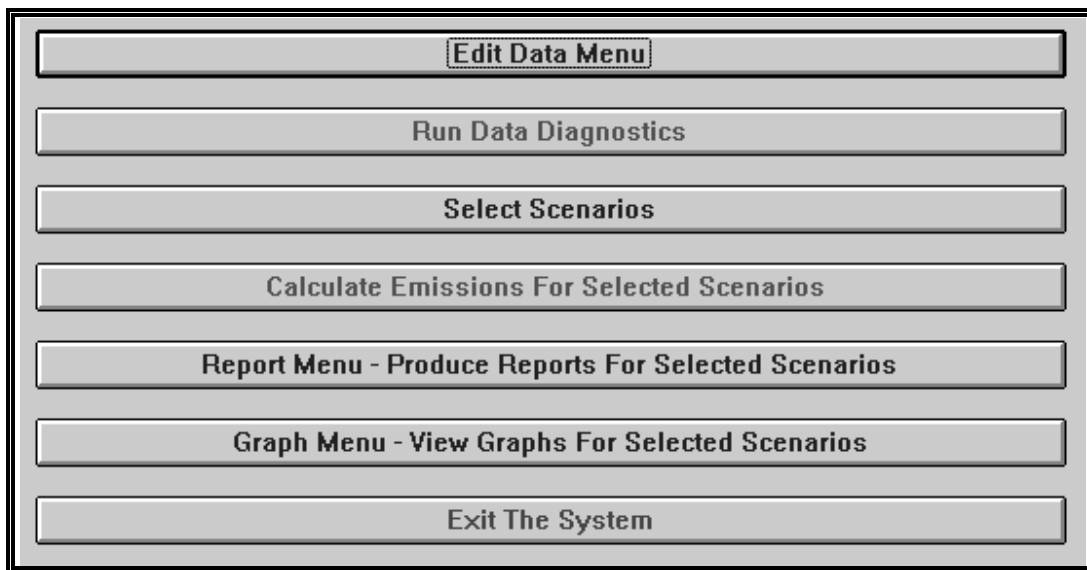 Edit Data Menu
Run Data Diagnostics
Select Scenarios
Calculate Emissions For Selected Scenarios
Report Menu - Produce Reports For Selected Scenarios
Graph Menu - View Graphs For Selected Scenarios
Exit The System